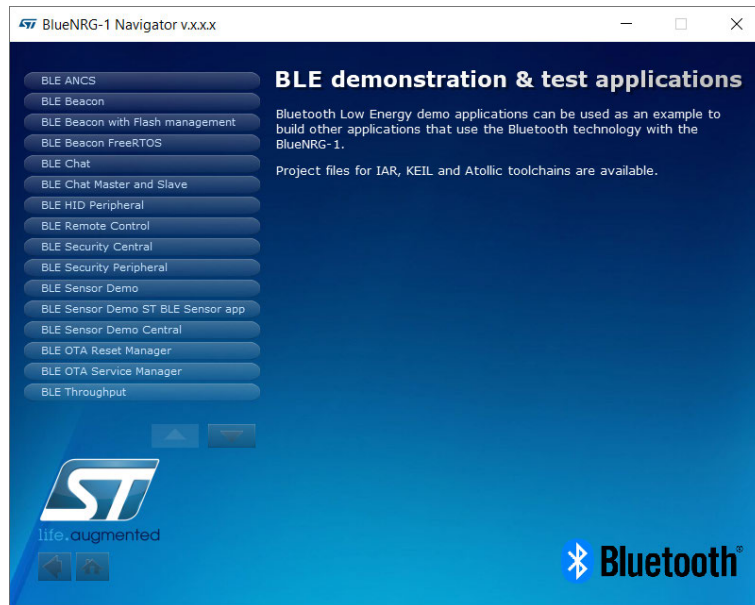 BlueNRG-1 Navigator v.x.x.x
BLE ANCS
BLE Beacon
BLE Beacon with Flash management
BLE Beacon FreeRTOS
BLE Chat
BLE Chat Master and Slave
BLE HID Peripheral
BLE Remote Control
BLE Security Central
BLE Security Peripheral
BLE Sensor Demo
BLE Sensor Demo ST BLE Sensor app
BLE Sensor Demo Central
BLE OTA Reset Manager
BLE OTA Service Manager
BLE Throughput
BLE demonstration & test applications
Bluetooth Low Energy demo applications can be used as an example to
build other applications that use the Bluetooth technology with the
BlueNRG-1.
Project files for IAR, KEIL and Atollic toolchains are available.
ST
life.augmented
Bluetooth®